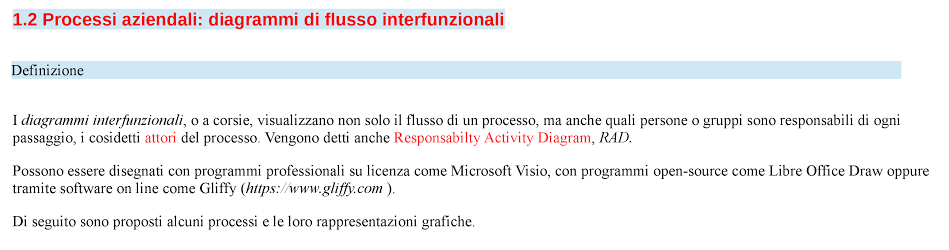 1.2 Processi aziendali: diagrammi di flusso interfunzionali
Definizione
I diagrammi interfunzionali, o a corsie, visualizzano non solo il flusso di un processo, ma anche quali persone o gruppi sono responsabili di ogni
passaggio, i cosidetti attori del processo. Vengono detti anche Responsabilty Activity Diagram, RAD.
Possono essere disegnati con programmi professionali su licenza come Microsoft Visio, con programmi open-source come Libre Office Draw oppure
tramite software on line come Gliffy (https://www.gliffy.com ).
Di seguito sono proposti alcuni processi e le loro rappresentazioni grafiche.